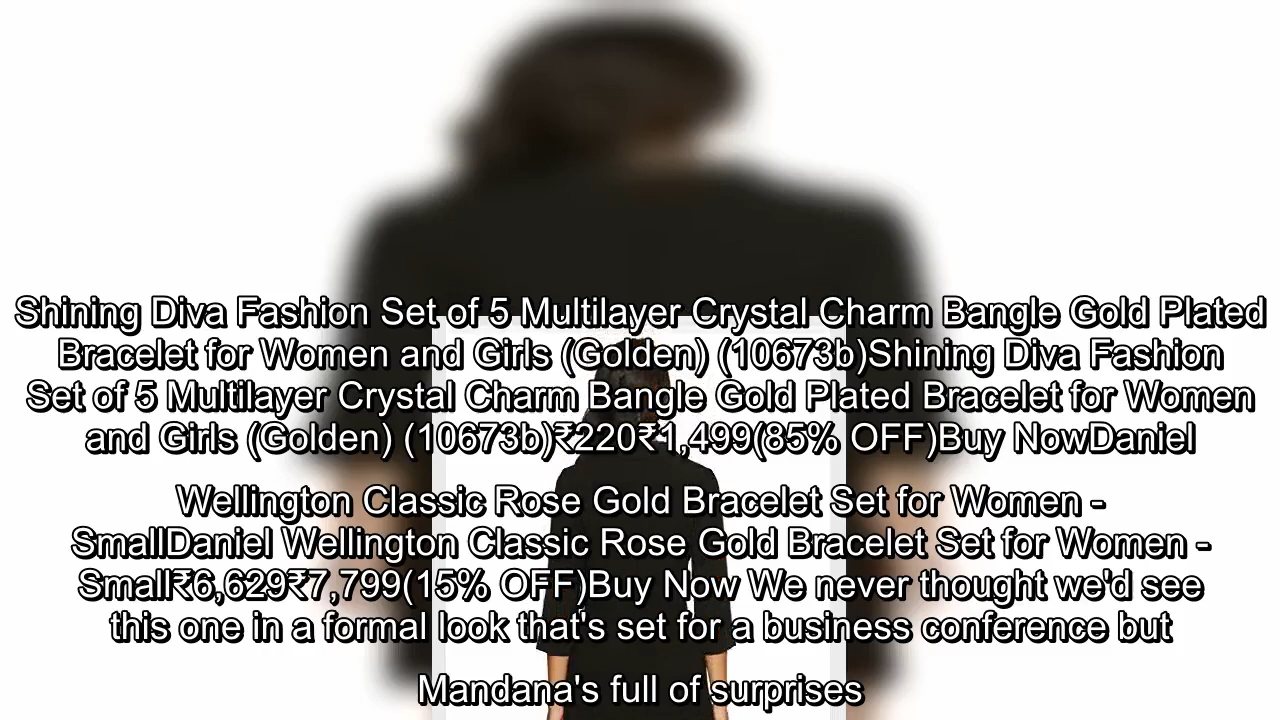 Shining Diva Fashion Set of 5 Multilayer Crystal Charm Bangle Gold Plated
Bracelet for Women and Girls (Golden) (10673b)Shining Diva Fashion
Set of 5 Multilayer Crystal Charm Bangle Gold Plated Bracelet for Women
and Girls (Golden) (10673b)₹220₹1,499(85% OFF)Buy NowDaniel
Wellington Classic Rose Gold Bracelet Set for Women -
SmallDaniel Wellington Classic Rose Gold Bracelet Set for Women -
Small₹6,629₹7,799(15% OFF)Buy Now We never thought we'd see
this one in a formal look that's set for a business conference but
Mandana's full of surprises